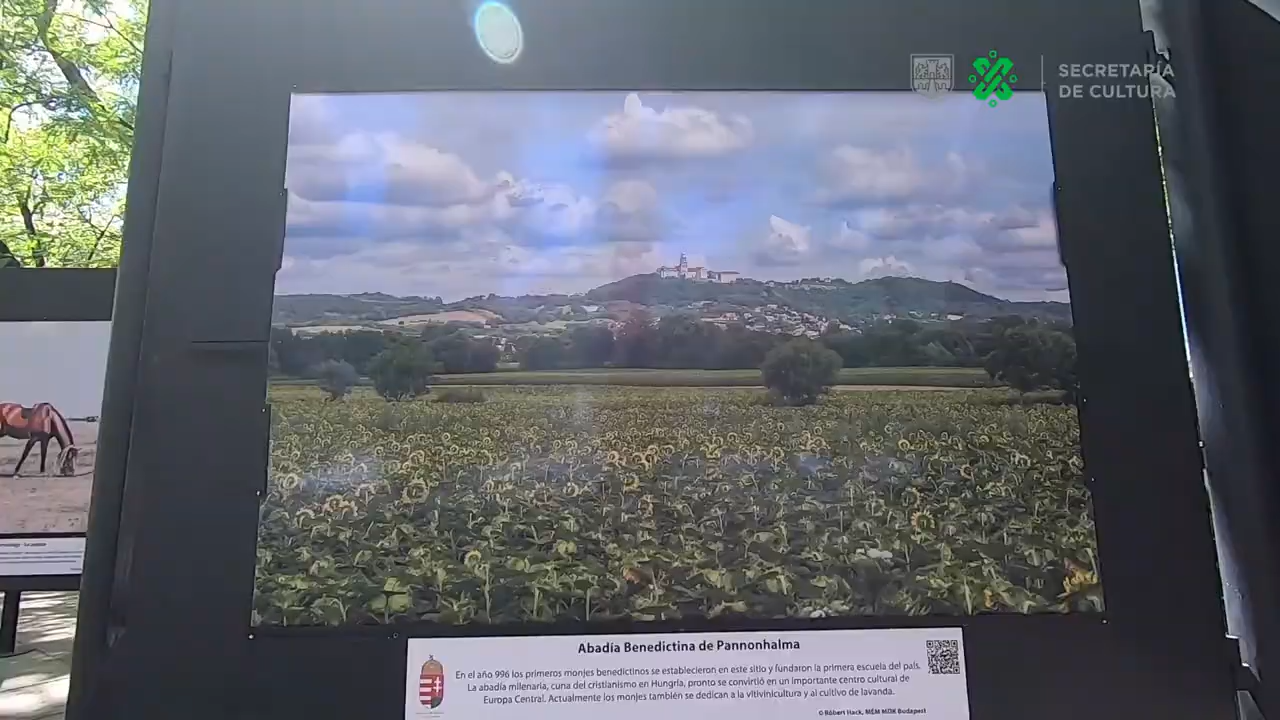 SECRETARÍA
DE CULTURA
Abadía Benedictina de Pannonhalma
En el año 996 los primeros monjes benedictinos se establecieron en este sitio y fundaron la primera escuela del país.
La abadía milenaria, cuna del cristianismo en Hungría, pronto se convirtió en un importante centro cultural de
Europa Central. Actualmente los monjes también se dedican a la vitivinicultura y al cultivo de lavanda.
© Róbert Hack, MÉM MDK Budapest